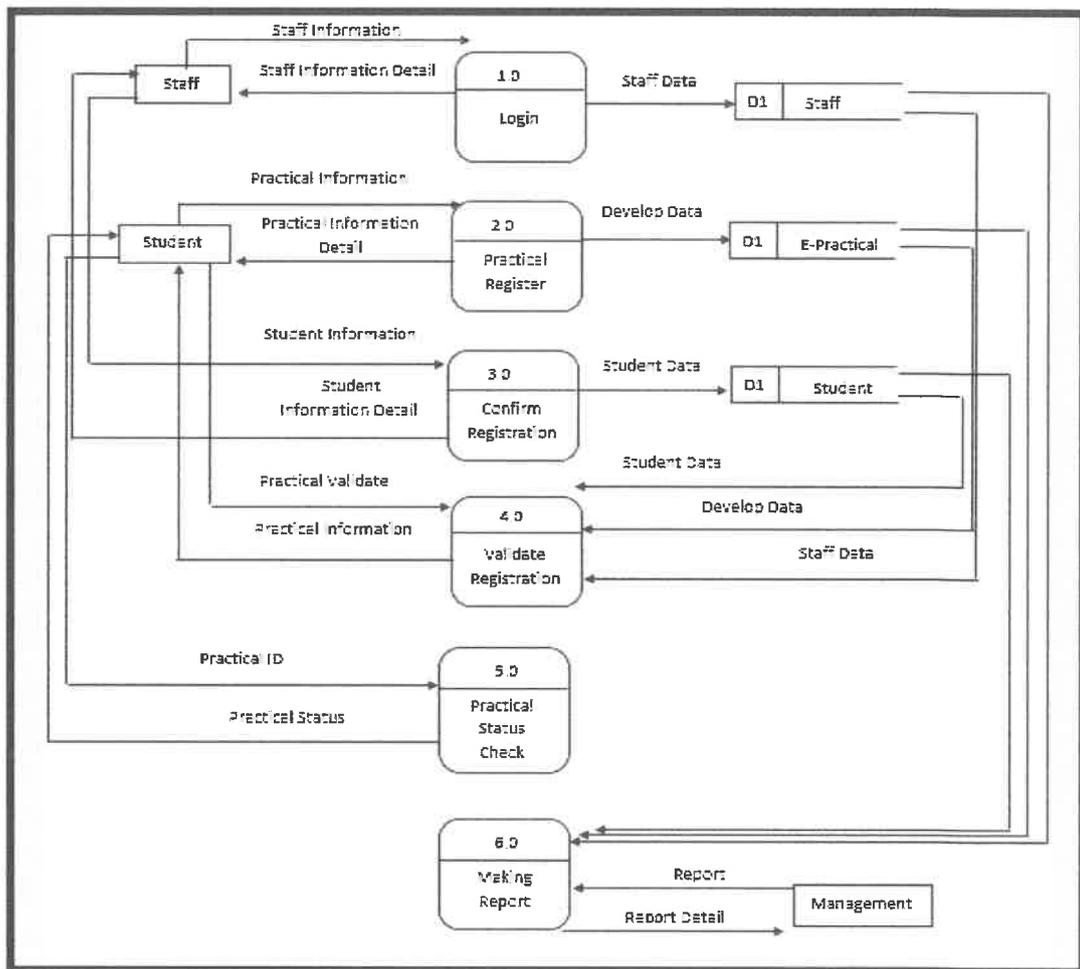 Staff Information
Staff
Staff Information Detail
1.0
Login
Staff Data
D1
Staff
Practical Information
Student
Practical Information
Detail
2.0
Practical
Register
Develop Data
D1
E-Practical
Student Information
Student
Information Detail
3.0
Confirm
Registration
Student Data
D1
Student
Student Data
Practical Validate
Practical Information
4.0
Validate
Registration
Develop Data
Staff Data
Practical ID
Practical Status
5.0
Practical
Status
Check
6.0
Making
Report
Report
Report Detail
Management